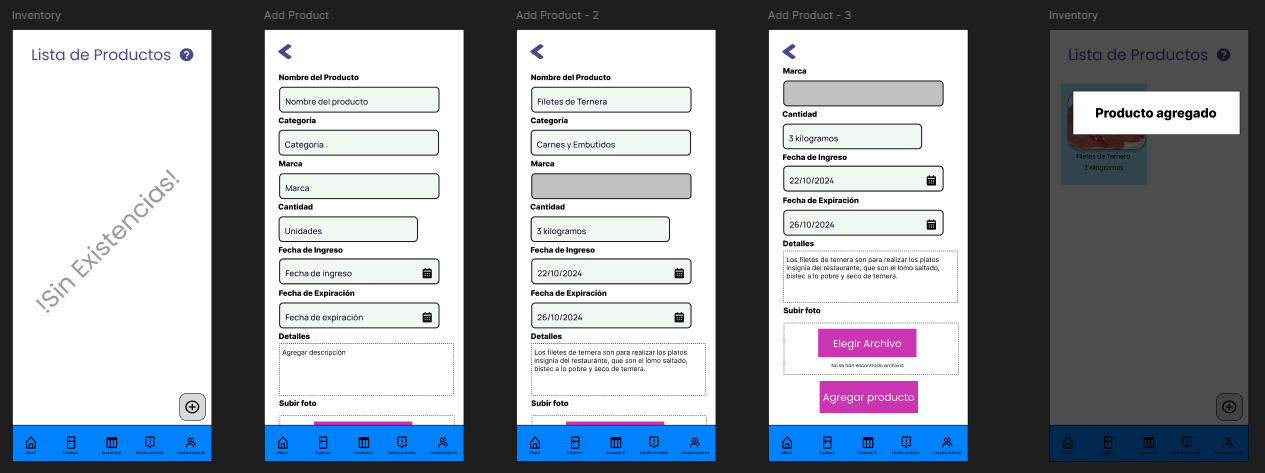 Inventory
Lista de Productos ?
!Sin Existencias!
Menú
Equipos
Inventario
Notificaciones
Colaboradores
Add Product
Nombre del Producto
Nombre del producto
Categoría
Categoría
Marca
Marca
Cantidad
Unidades
Fecha de Ingreso
Fecha de ingreso
Fecha de Expiración
Fecha de expiración
Detalles
Agregar descripción
Subir foto
Menú
Equipos
Inventario
Notificaciones
Colaboradores
Add Product - 2
Nombre del Producto
Filetes de Ternera
Categoría
Carnes y Embutidos
Marca
Cantidad
3 kilogramos
Fecha de Ingreso
22/10/2024
Fecha de Expiración
26/10/2024
Detalles
Los filetes de ternera son para realizar los platos
insignia del restaurante, que son el lomo saltado,
bistec a lo pobre y seco de ternera.
Subir foto
Menú
Equipos
Inventario
Notificaciones
Colaboradores
Add Product - 3
Marca
Cantidad
3 kilogramos
Fecha de Ingreso
22/10/2024
Fecha de Expiración
26/10/2024
Detalles
Los filetes de ternera son para realizar los platos
insignia del restaurante, que son el lomo saltado,
bistec a lo pobre y seco de ternera.
Subir foto
Elegir Archivo
No se han escontrado archivos
Agregar producto
Menú
Equipos
Inventario
Notificaciones
Colaboradores
Inventory
Lista de Productos ?
Producto agregado
Filetes de Ternera
3 Kilogramos
Menú
Equipos
Inventario
Notificaciones
Colaboradores